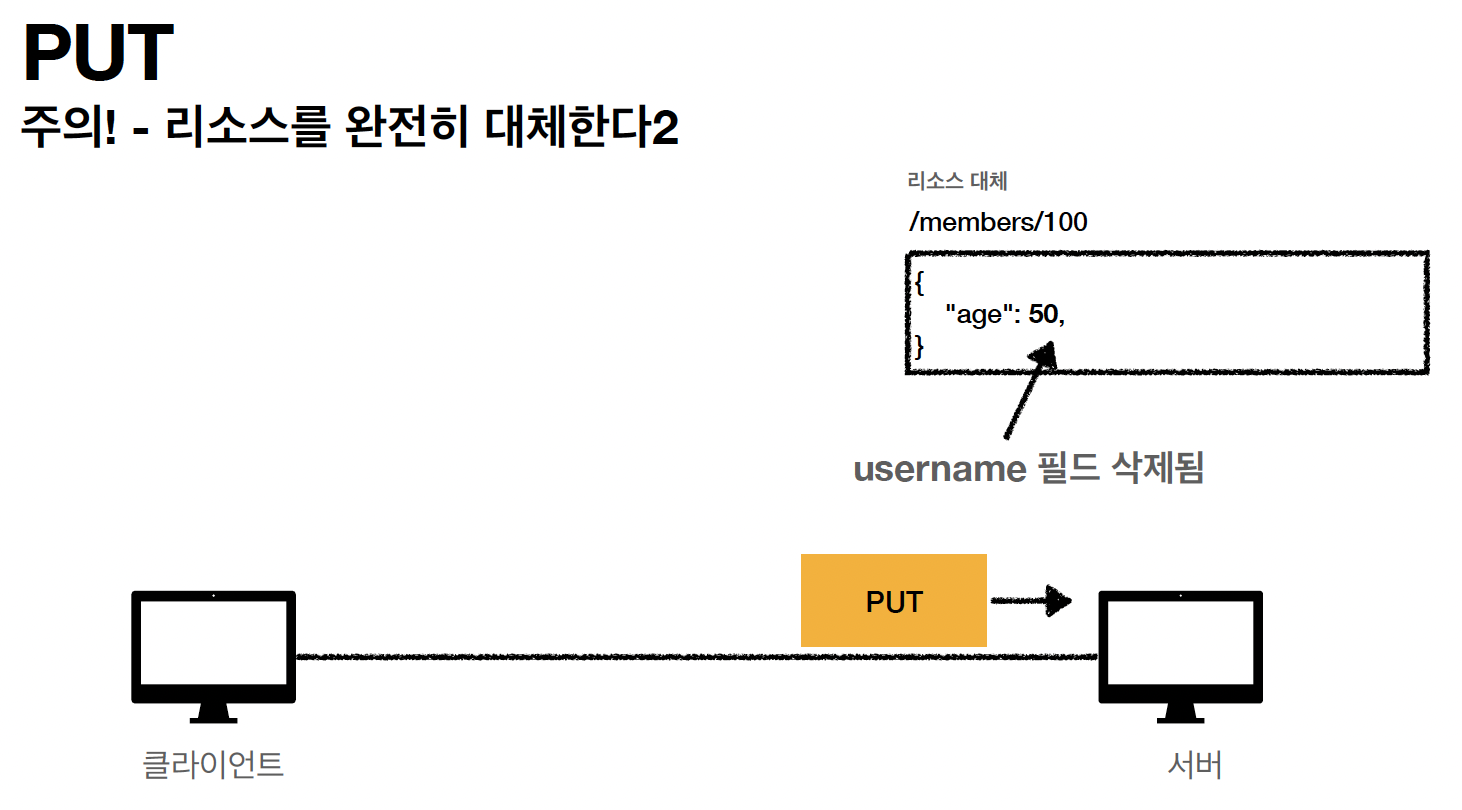 PUT
주의! - 리소스를 완전히 대체한다2
리소스 대체
/members/100
{
"age": 50,
}
username 필드 삭제됨
PUT
클라이언트
서버